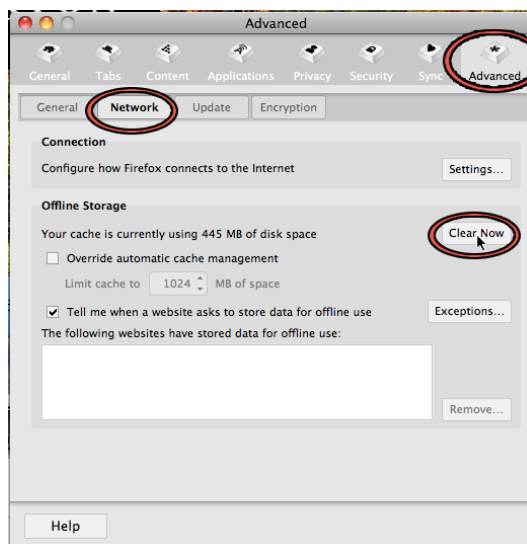 Advanced
General Tabs Content Applications Privacy Security Sync Advanced
General Network Update Encryption
Connection
Configure how Firefox connects to the Internet Settings...
Offline Storage
Your cache is currently using 445 MB of disk space Clear Now
Override automatic cache management
Limit cache to 1024 MB of space
Tell me when a website asks to store data for offline use Exceptions...
The following websites have stored data for offline use:
Remove...
Help